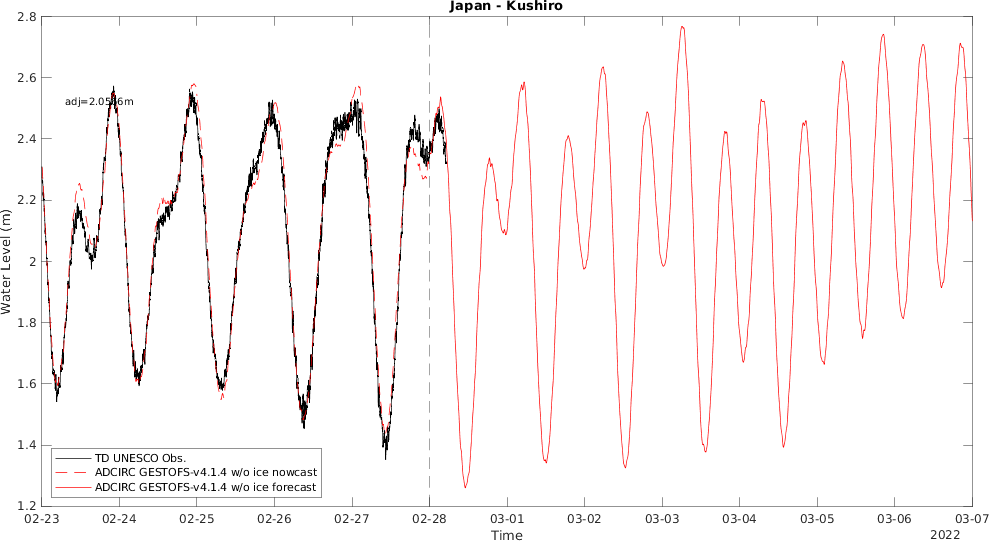 Japan - Kushiro
2.8
2.6
2.4
2.2
2
1.8
1.6
1.4
1.2
Water Level (m)
TD UNESCO Obs.
ADCIRC GESTOFS-v4.1.4 w/o ice nowcast
ADCIRC GESTOFS-v4.1.4 w/o ice forecast
02-23 02-24 02-25 02-26 02-27 02-28 03-01 03-02 03-03 03-04 03-05 03-06 03-07
Time
2022